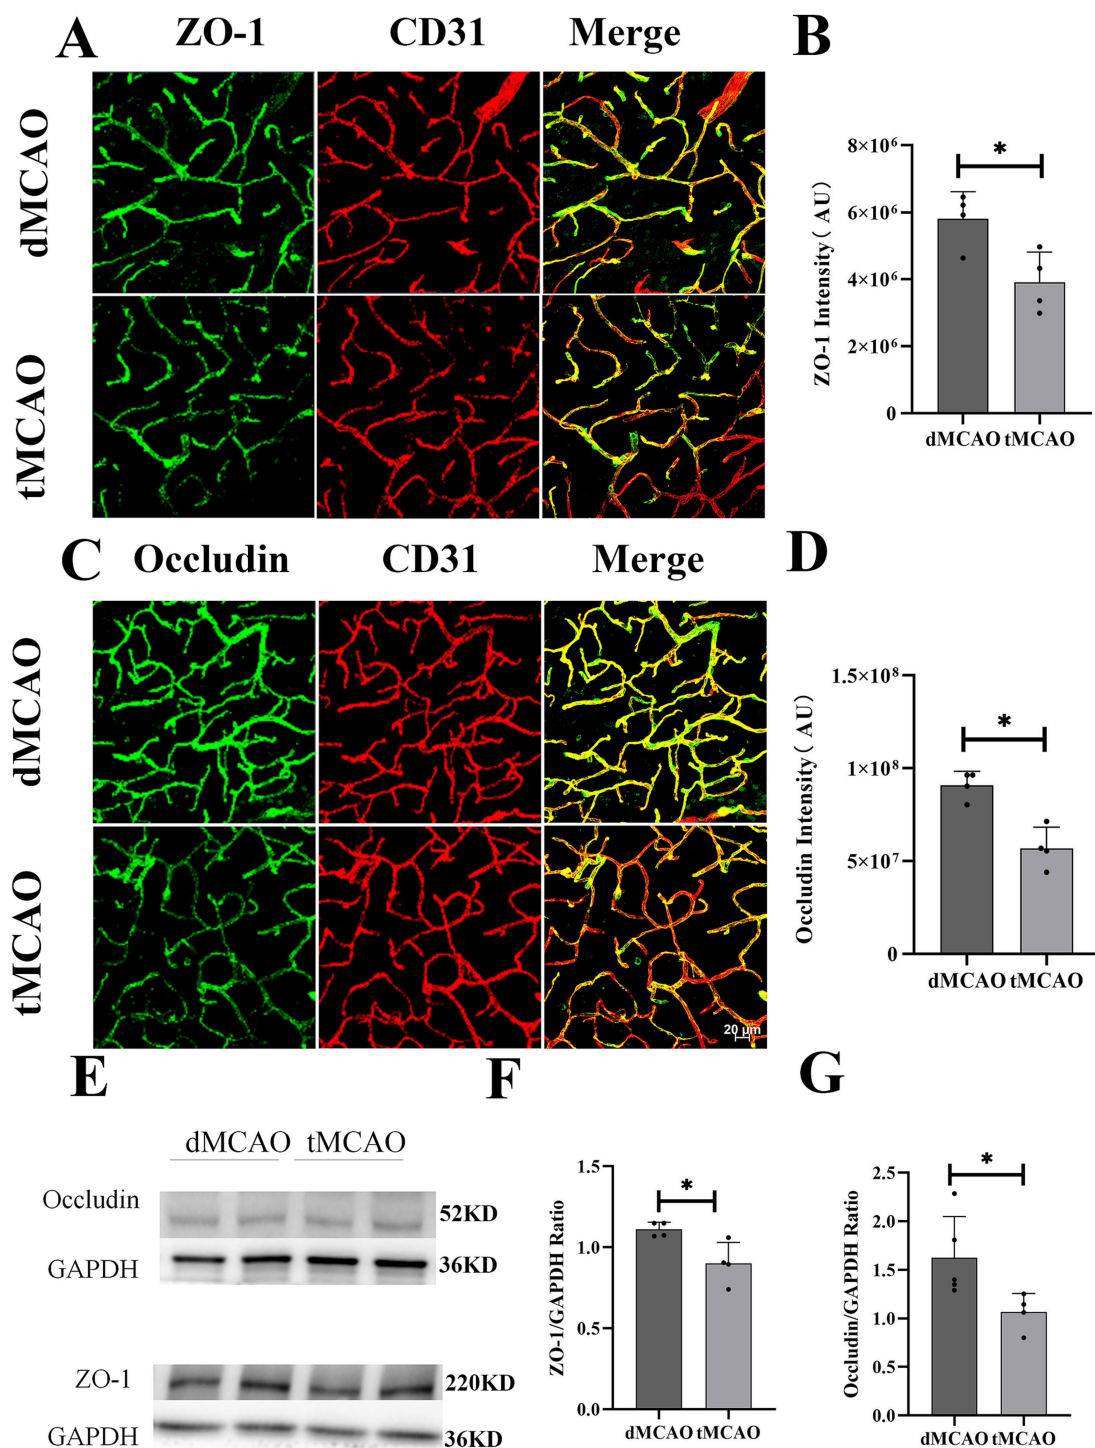 A ZO-1 CD31 Merge
dMCAO
tMCAO
B
ZO-1 Intensity( AU)
8×10⁶
6×10⁶
4×10⁶
2×10⁶
0
*
dMCAO tMCAO
C Occludin CD31 Merge
dMCAO
tMCAO
20 μm
D
Occludin Intensity( AU)
1.5×10⁸
1×10⁸
5×10⁷
0
*
dMCAO tMCAO
E
dMCAO tMCAO
Occludin 52KD
GAPDH 36KD
ZO-1 220KD
GAPDH 36KD
F
ZO-1/GAPDH Ratio
1.5
1.0
0.5
0.0
*
dMCAO tMCAO
G
Occludin/GAPDH Ratio
2.5
2.0
1.5
1.0
0.5
0.0
*
dMCAO tMCAO